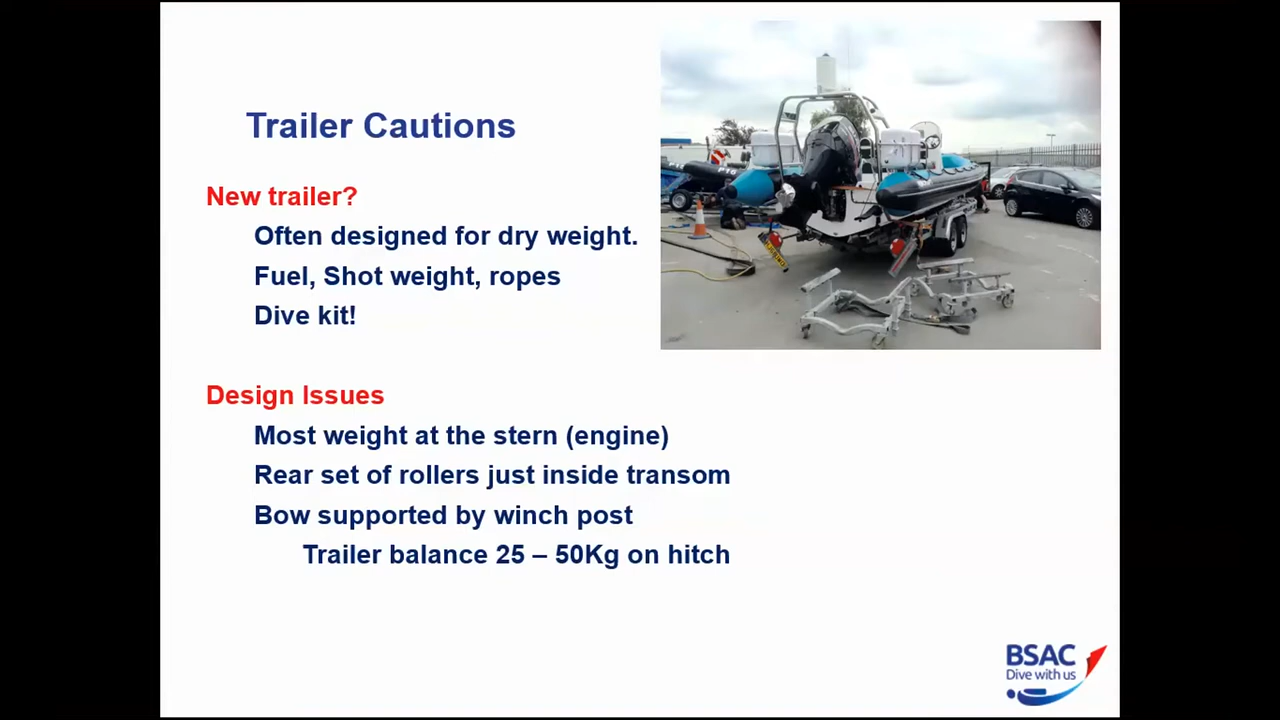 Trailer Cautions
New trailer?
Often designed for dry weight.
Fuel, Shot weight, ropes
Dive kit!
Design Issues
Most weight at the stern (engine)
Rear set of rollers just inside transom
Bow supported by winch post
Trailer balance 25 – 50Kg on hitch
BSAC
Dive with us